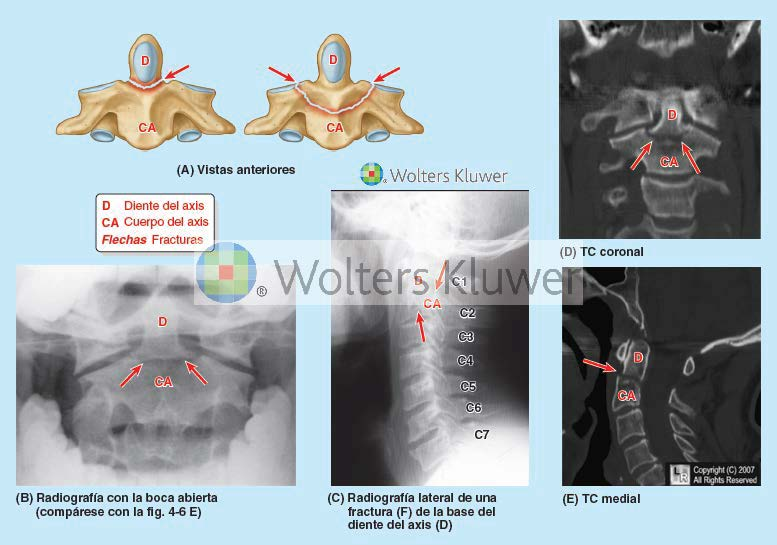 D
CA
D
CA
(A) Vistas anteriores
Wolters Kluwer
D Diente del axis
CA Cuerpo del axis
Flechas Fracturas
Wolters Kluwer
®
D
CA
(B) Radiografía con la boca abierta
(compárese con la fig. 4-6 E)
D
CA
C1
C2
C3
C4
C5
C6
C7
(C) Radiografía lateral de una
fractura (F) de la base del
diente del axis (D)
D
CA
(D) TC coronal
D
CA
LR
Copyright (C) 2007
All Rights Reserved
(E) TC medial